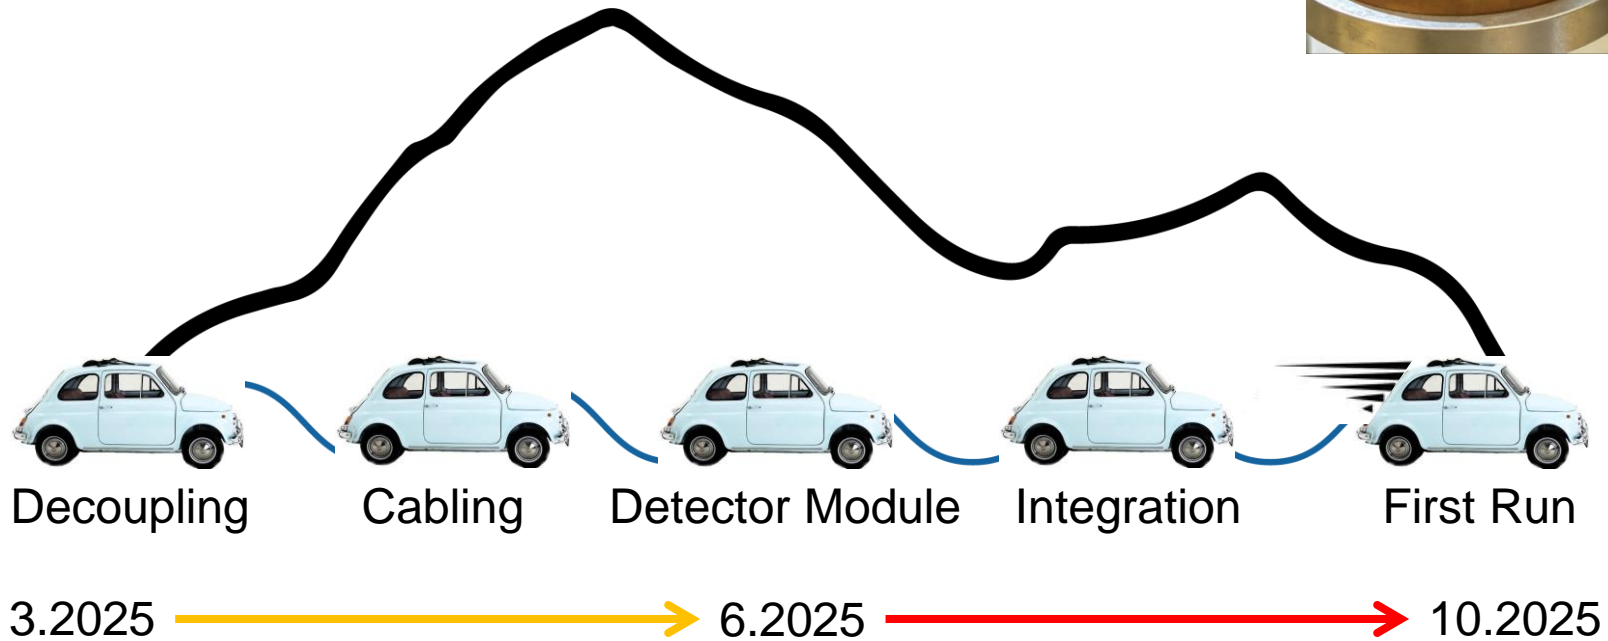 Decoupling Cabling Detector Module Integration First Run
3.2025 6.2025 10.2025